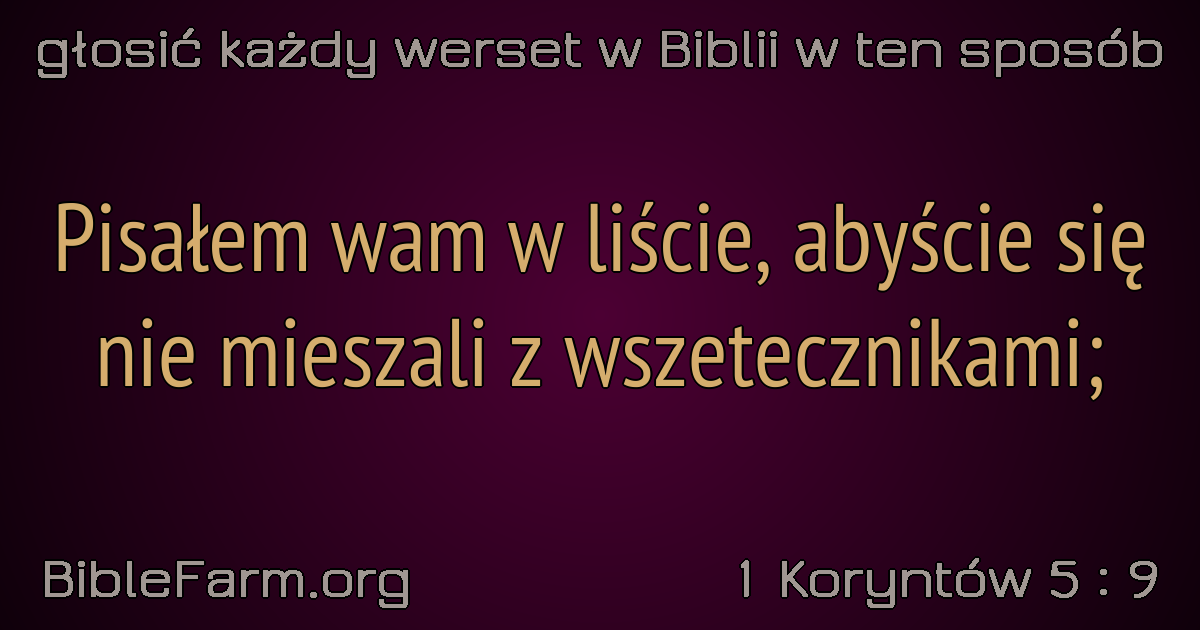 głosić każdy werset w Biblii w ten sposób
Pisałem wam w liście, abyście się
nie mieszali z wszetecznikami;
BibleFarm.org
1 Koryntów 5 : 9